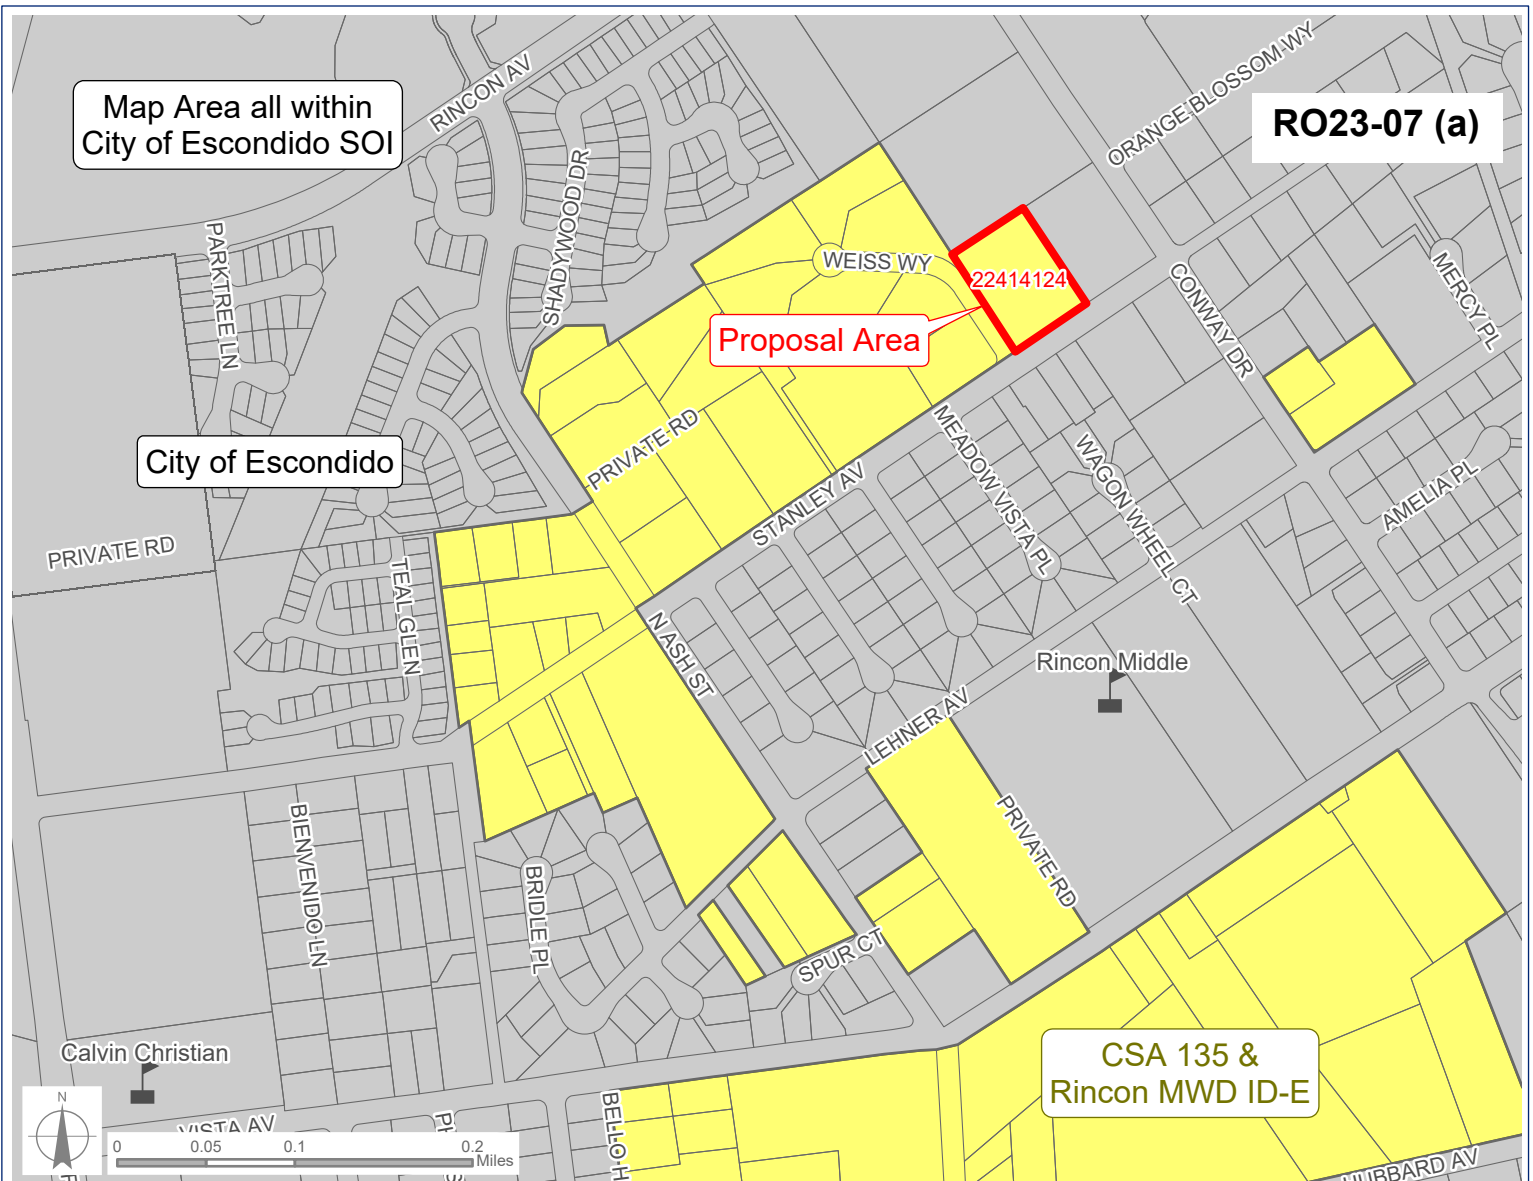 Map Area all within
City of Escondido SOI
RINCON AV
ORANGE BLOSSOM WY
RO23-07 (a)
SHADYWOOD DR
PARKTREE LN
WEISS WY
22414124
CONWAY DR
MERCY PL
Proposal Area
PRIVATE RD
City of Escondido
MEADOW VISTA PL
WAGON WHEEL CT
AMELIA PL
STANLEY AV
PRIVATE RD
TEAL GLEN
N ASH ST
Rincon Middle
LEHNER AV
PRIVATE RD
BIENVENIDO LN
BRIDLE PL
SPUR CT
Calvin Christian
CSA 135 &
Rincon MWD ID-E
N
VISTA AV
BELLO H
HUBBARD AV
0 0.05 0.1 0.2
Miles